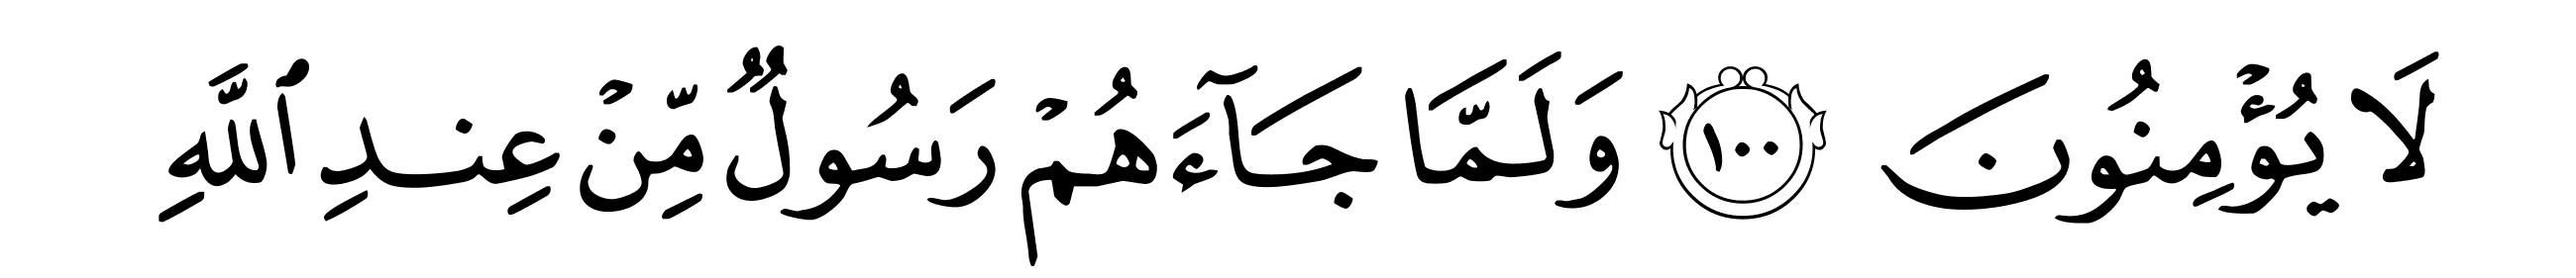 لَا يُؤْمِنُونَ ١٠٠ وَلَمَّا جَآءَهُمْ رَسُولٌ مِّنْ عِندِ ٱللَّهِ